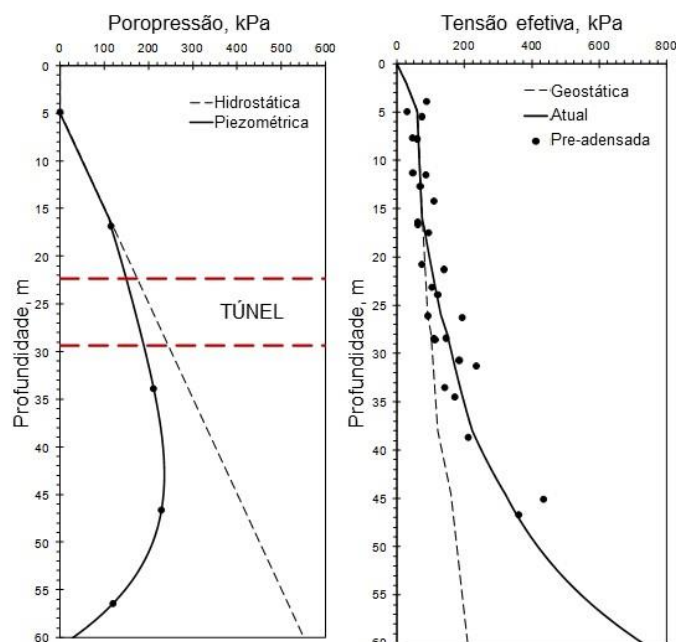 Poropressão, kPa
0 100 200 300 400 500 600
0
5
10
15
20
25
30
35
40
45
50
55
60
Profundidade, m
Hidrostática
Piezométrica
TÚNEL
Tensão efetiva, kPa
0 200 400 600 800
0
5
10
15
20
25
30
35
40
45
50
55
60
Profundidade, m
Geostática
Atual
Pre-adensada